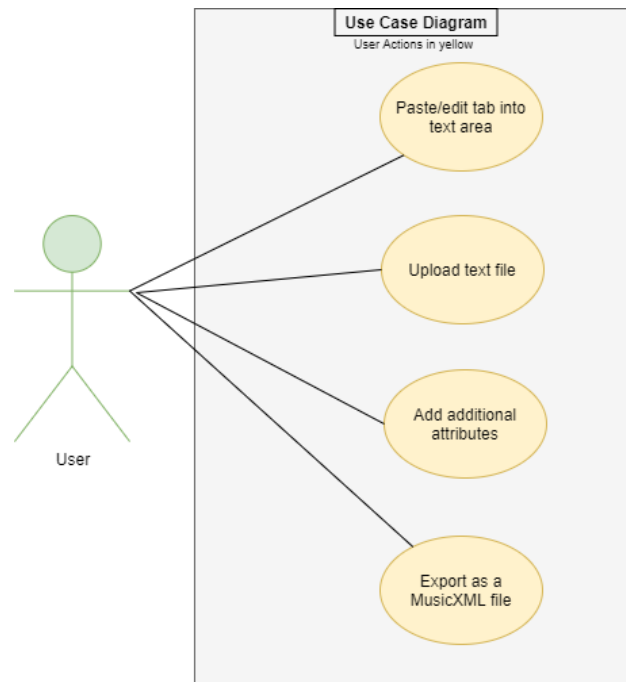 Use Case Diagram
User Actions in yellow
Paste/edit tab into
text area
Upload text file
Add additional
attributes
User
Export as a
MusicXML file